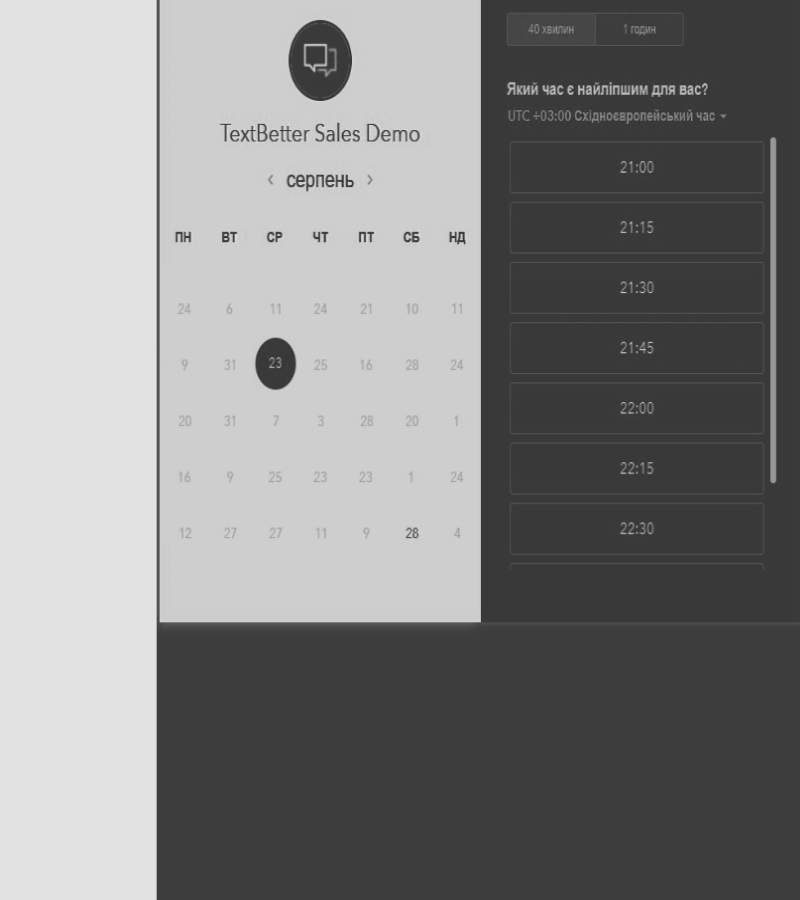 TextBetter Sales Demo
‹ серпень ›
ПН ВТ СР ЧТ ПТ СБ НД
24 6 11 24 21 10 11
9 31 23 25 16 28 24
20 31 7 3 28 20 1
16 9 25 23 23 1 24
12 27 27 11 9 28 4
40 хвилин 1 годин
Який час є найліпшим для вас?
UTC +03:00 Східноєвропейський час
21:00
21:15
21:30
21:45
22:00
22:15
22:30